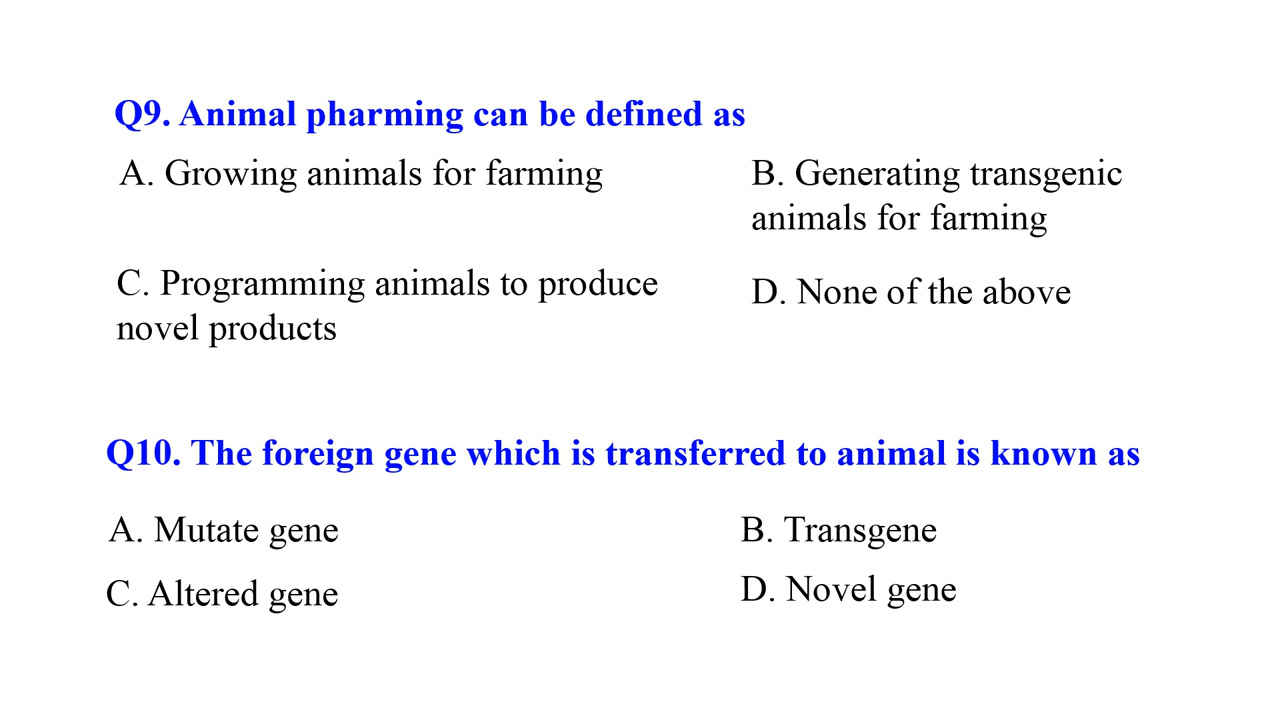 Q9. Animal pharming can be defined as
A. Growing animals for farming
B. Generating transgenic
animals for farming
C. Programming animals to produce
novel products
D. None of the above
Q10. The foreign gene which is transferred to animal is known as
A. Mutate gene
B. Transgene
C. Altered gene
D. Novel gene